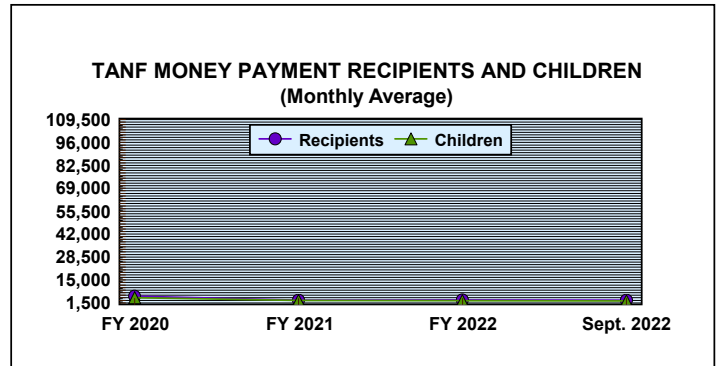 TANF MONEY PAYMENT RECIPIENTS AND CHILDREN
(Monthly Average)
109,500
96,000
82,500
69,000
55,500
42,000
28,500
15,000
1,500
Recipients Children
FY 2020 FY 2021 FY 2022 Sept. 2022